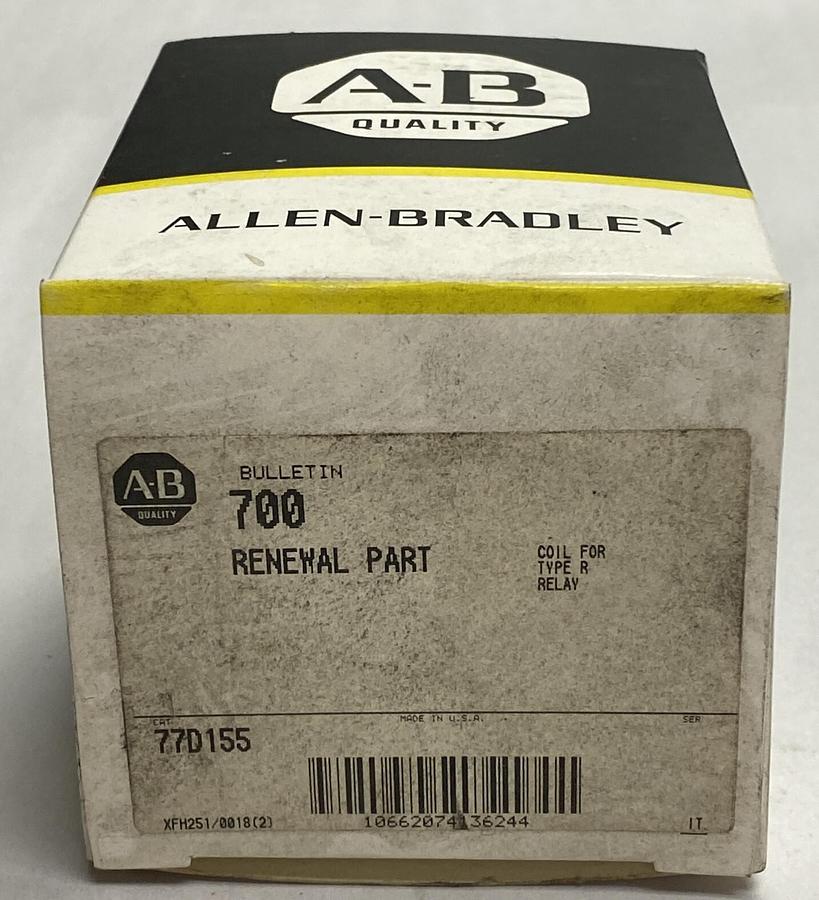 A-B
QUALITY
ALLEN-BRADLEY
A-B
QUALITY
BULLETIN
700
RENEWAL PART
COIL FOR
TYPE R
RELAY
CAT
MADE IN U.S.A.
SER
77D155
XFH251/0018(2)
10662074136244
IT